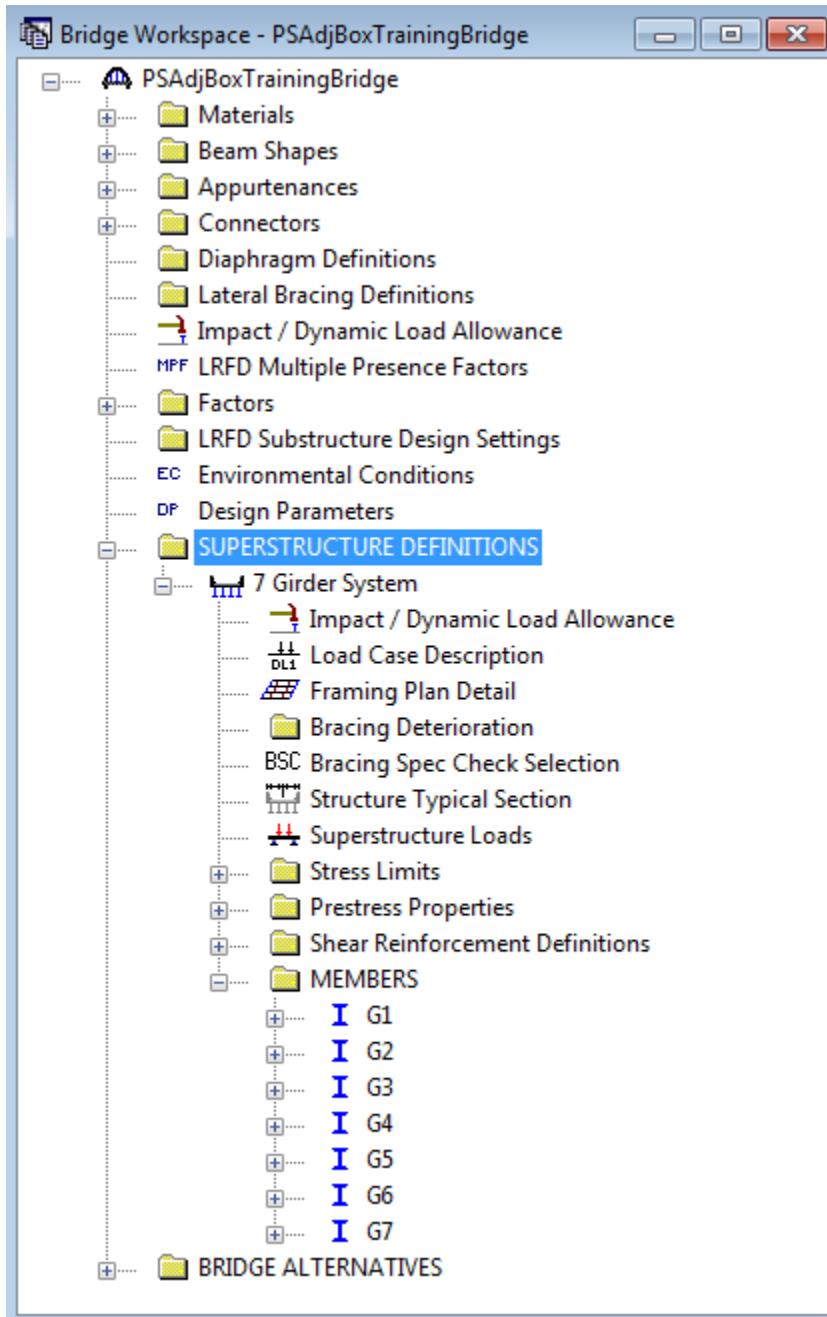 Bridge Workspace - PSAdjBoxTrainingBridge
PSAdjBoxTrainingBridge
Materials
Beam Shapes
Appurtenances
Connectors
Diaphragm Definitions
Lateral Bracing Definitions
Impact / Dynamic Load Allowance
MPF LRFD Multiple Presence Factors
Factors
LRFD Substructure Design Settings
EC Environmental Conditions
DP Design Parameters
SUPERSTRUCTURE DEFINITIONS
7 Girder System
Impact / Dynamic Load Allowance
DL1 Load Case Description
Framing Plan Detail
Bracing Deterioration
BSC Bracing Spec Check Selection
Structure Typical Section
Superstructure Loads
Stress Limits
Prestress Properties
Shear Reinforcement Definitions
MEMBERS
G1
G2
G3
G4
G5
G6
G7
BRIDGE ALTERNATIVES